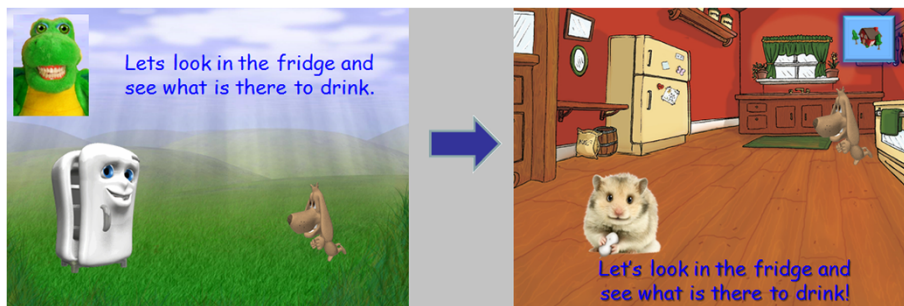 Lets look in the fridge and
see what is there to drink.
Let's look in the fridge and
see what is there to drink!